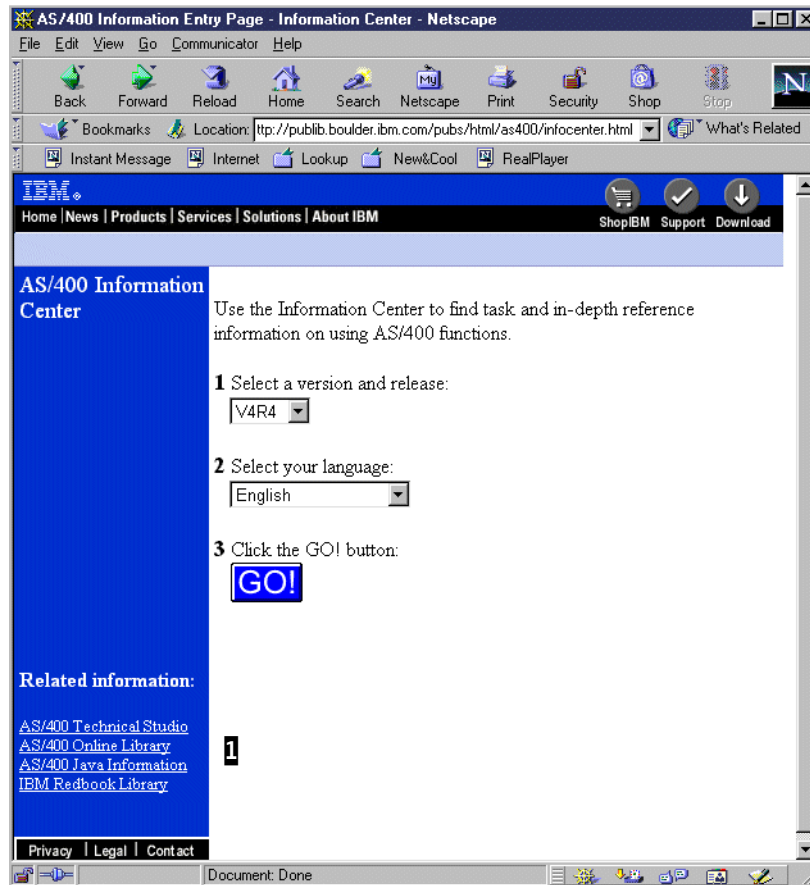 AS/400 Information Entry Page - Information Center - Netscape
File Edit View Go Communicator Help
Back Forward Reload Home Search Netscape Print Security Shop Stop
My
N
Bookmarks Location: ttp://publib.boulder.ibm.com/pubs/html/as400/infocenter.html What's Related
Instant Message Internet Lookup New&Cool RealPlayer
IBM
Home | News | Products | Services | Solutions | About IBM
ShopIBM Support Download
AS/400 Information
Center
Use the Information Center to find task and in-depth reference
information on using AS/400 functions.
1 Select a version and release:
V4R4
2 Select your language:
English
3 Click the GO! button:
GO!
Related information:
AS/400 Technical Studio
AS/400 Online Library
AS/400 Java Information
IBM Redbook Library
1
Privacy | Legal | Contact
Document: Done